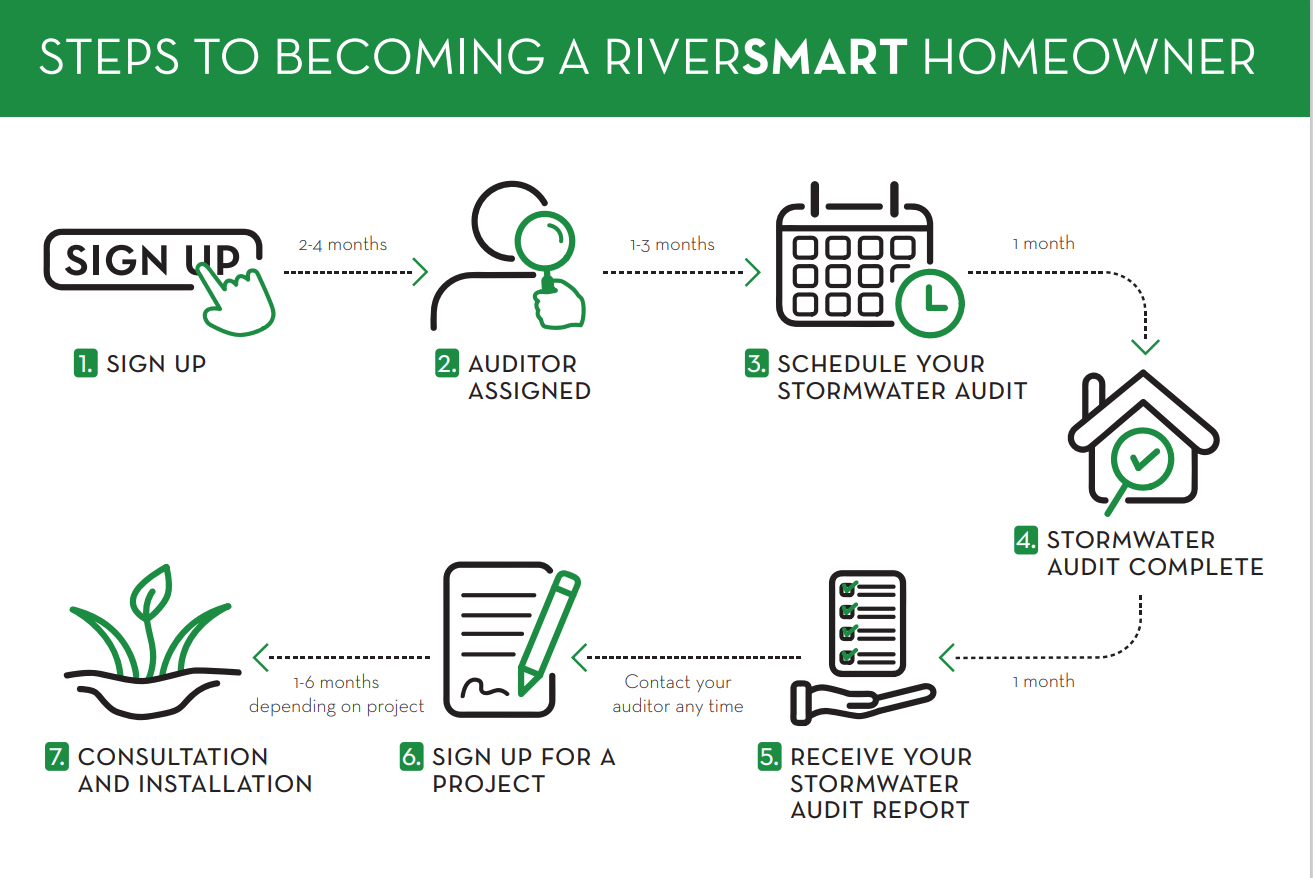 STEPS TO BECOMING A RIVERSMART HOMEOWNER
SIGN UP
2-4 months
1-3 months
1 month
1. SIGN UP
2. AUDITOR
ASSIGNED
3. SCHEDULE YOUR
STORMWATER AUDIT
4. STORMWATER
AUDIT COMPLETE
1 month
Contact your
auditor any time
1-6 months
depending on project
5. RECEIVE YOUR
STORMWATER
AUDIT REPORT
6. SIGN UP FOR A
PROJECT
7. CONSULTATION
AND INSTALLATION